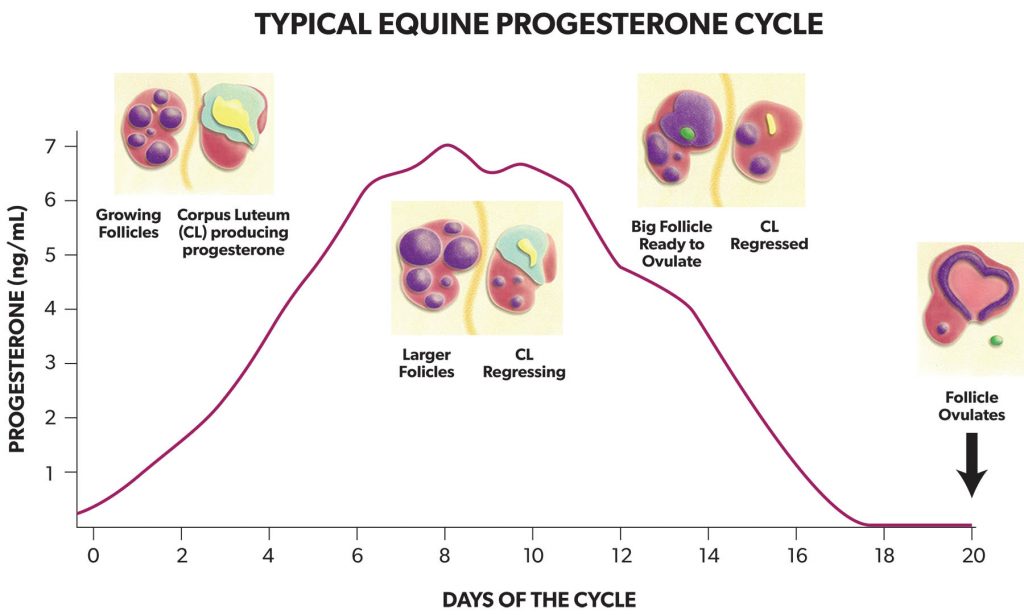 TYPICAL EQUINE PROGESTERONE CYCLE
PROGESTERONE (ng/mL)
7
6
5
4
3
2
1
Growing
Follicles
Corpus Luteum
(CL) producing
progesterone
Larger
Follicles
CL
Regressing
Big Follicle
Ready to
Ovulate
CL
Regressed
Follicle
Ovulates
0 2 4 6 8 10 12 14 16 18 20
DAYS OF THE CYCLE